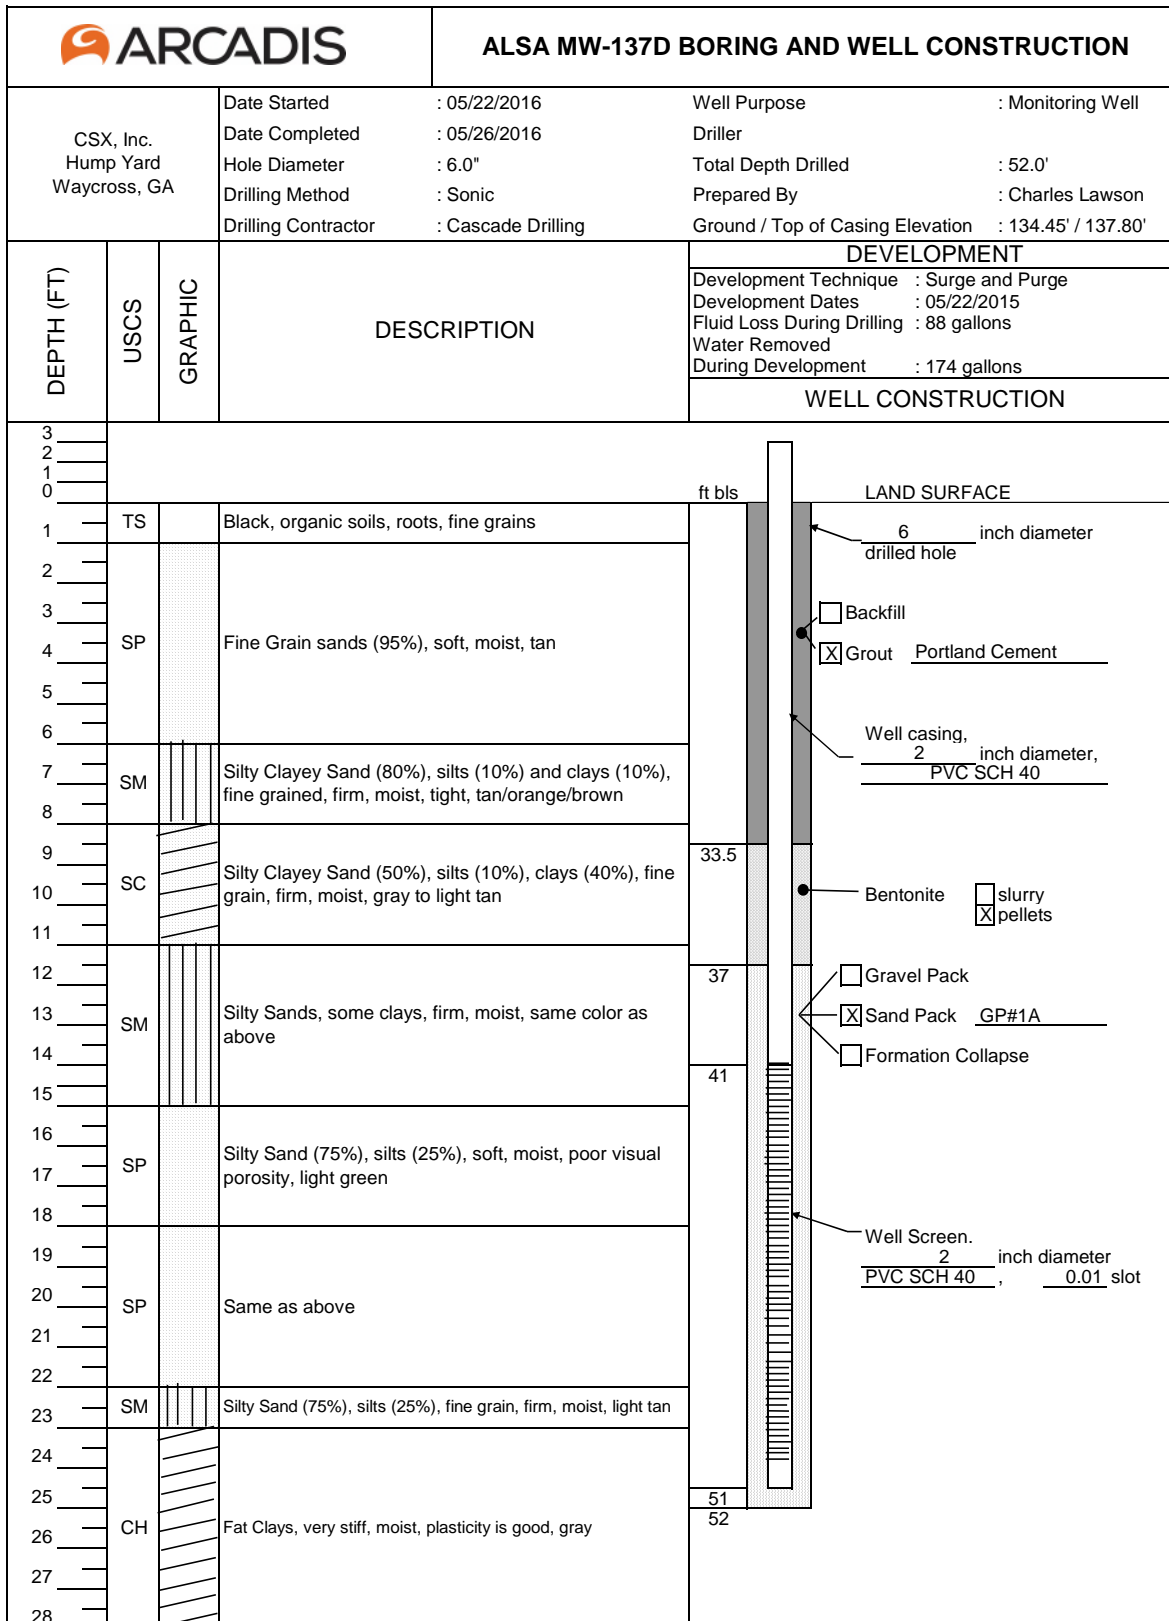 ARCADIS
ALSA MW-137D BORING AND WELL CONSTRUCTION
CSX, Inc.
Hump Yard
Waycross, GA
Date Started : 05/22/2016
Date Completed : 05/26/2016
Hole Diameter : 6.0"
Drilling Method : Sonic
Drilling Contractor : Cascade Drilling
Well Purpose : Monitoring Well
Driller
Total Depth Drilled : 52.0'
Prepared By : Charles Lawson
Ground / Top of Casing Elevation : 134.45' / 137.80'
DEPTH (FT)
USCS
GRAPHIC
DESCRIPTION
DEVELOPMENT
Development Technique : Surge and Purge
Development Dates : 05/22/2015
Fluid Loss During Drilling : 88 gallons
Water Removed
During Development : 174 gallons
WELL CONSTRUCTION
3
2
1
0
ft bls LAND SURFACE
1
TS Black, organic soils, roots, fine grains
6 inch diameter
drilled hole
2
3
Backfill
SP Fine Grain sands (95%), soft, moist, tan
4
X Grout Portland Cement
5
6
Well casing,
2 inch diameter,
PVC SCH 40
7
SM Silty Clayey Sand (80%), silts (10%) and clays (10%),
fine grained, firm, moist, tight, tan/orange/brown
8
9
33.5
SC Silty Clayey Sand (50%), silts (10%), clays (40%), fine
grain, firm, moist, gray to light tan
10
Bentonite slurry
X pellets
11
12
37
Gravel Pack
13
SM Silty Sands, some clays, firm, moist, same color as
above
X Sand Pack GP#1A
14
Formation Collapse
41
15
16
SP Silty Sand (75%), silts (25%), soft, moist, poor visual
porosity, light green
17
18
Well Screen.
2 inch diameter
PVC SCH 40 , 0.01 slot
19
20
SP Same as above
21
22
SM Silty Sand (75%), silts (25%), fine grain, firm, moist, light tan
23
24
25
51
52
CH Fat Clays, very stiff, moist, plasticity is good, gray
26
27
28